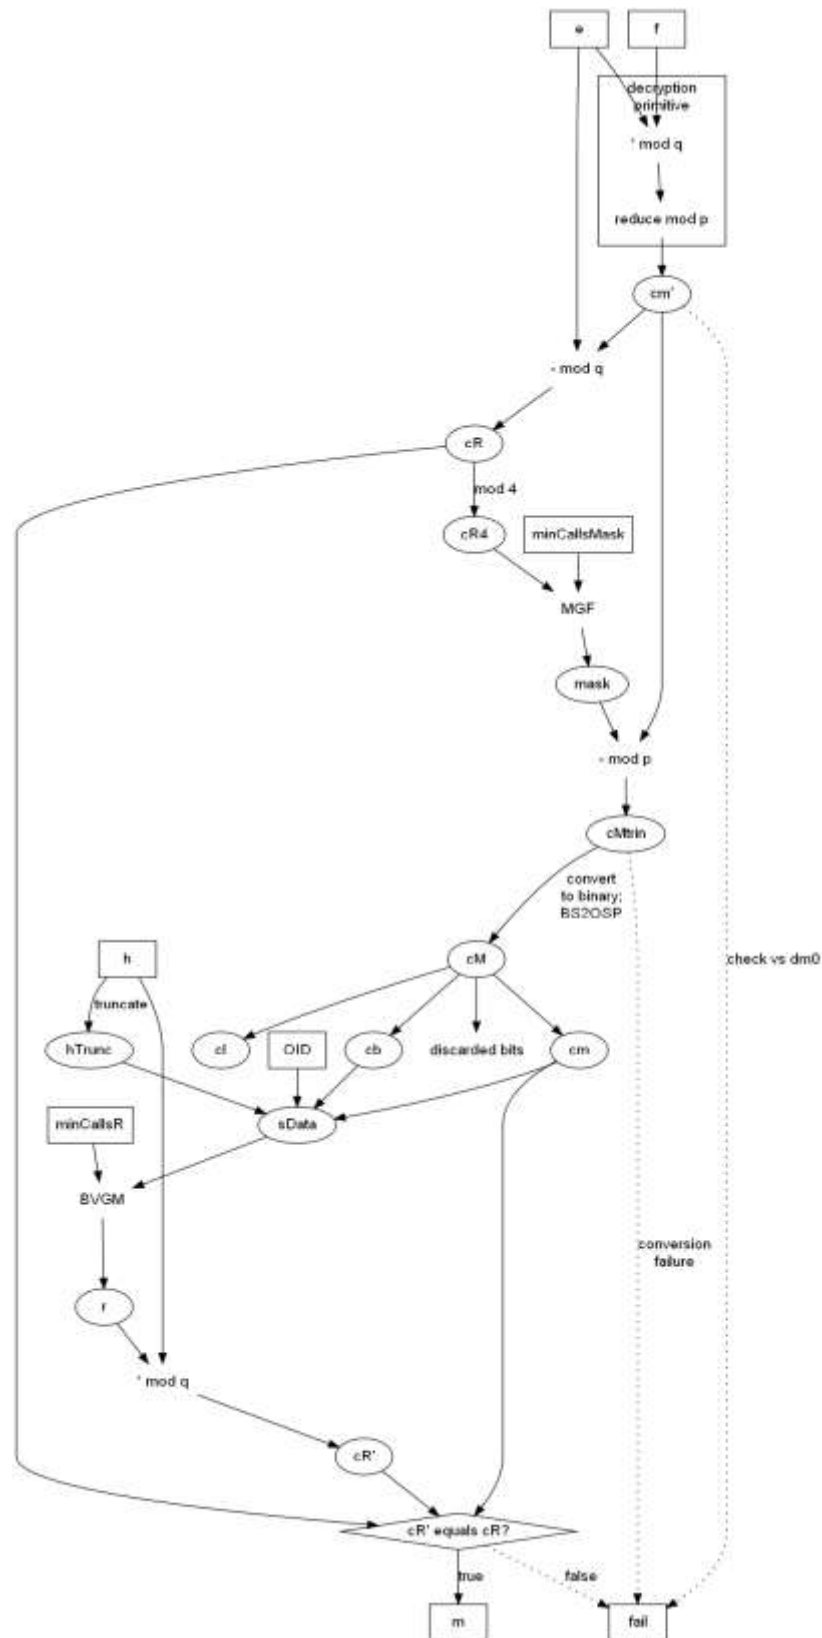 e
f
decryption
primitive
* mod q
reduce mod p
cm'
- mod q
cR
mod 4
cR4
minCallsMask
MGF
mask
- mod p
cMtrin
convert
to binary;
BS2OSP
h
cM
check vs dm0
truncate
hTrunc
cl
OID
cb
discarded bits
cm
minCallsR
sData
BVGM
conversion
failure
r
* mod q
cR'
cR' equals cR?
true
false
m
fail